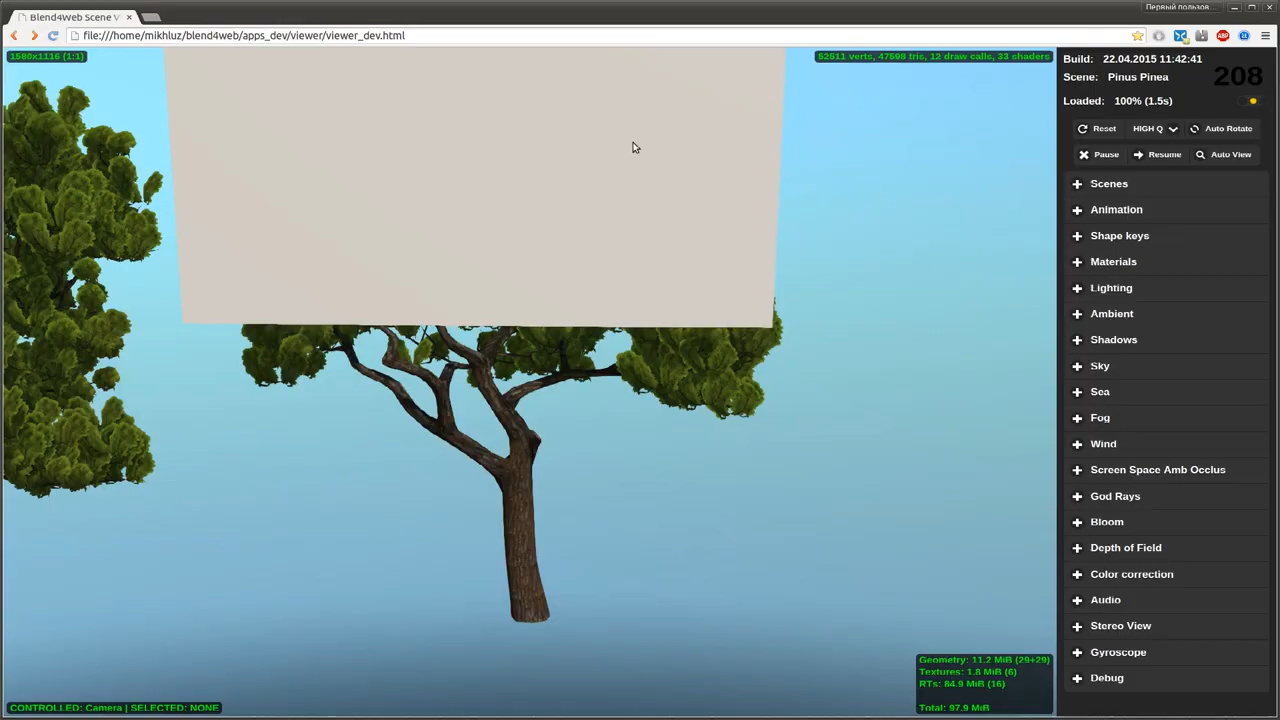 Первый пользов...
Blend4Web Scene V
file:///home/mikhluz/blend4web/apps_dev/viewer/viewer_dev.html
1580x1116 (1:1)
52511 verts, 47598 tris, 12 draw calls, 33 shaders
Build: 22.04.2015 11:42:41
Scene: Pinus Pinea
208
Loaded: 100% (1.5s)
Reset HIGH Q Auto Rotate
Pause Resume Auto View
Scenes
Animation
Shape keys
Materials
Lighting
Ambient
Shadows
Sky
Sea
Fog
Wind
Screen Space Amb Occlus
God Rays
Bloom
Depth of Field
Color correction
Audio
Stereo View
Gyroscope
Debug
Geometry: 11.2 MiB (29+29)
Textures: 1.8 MiB (6)
RTs: 84.9 MiB (16)
Total: 97.9 MiB
CONTROLLED: Camera | SELECTED: NONE